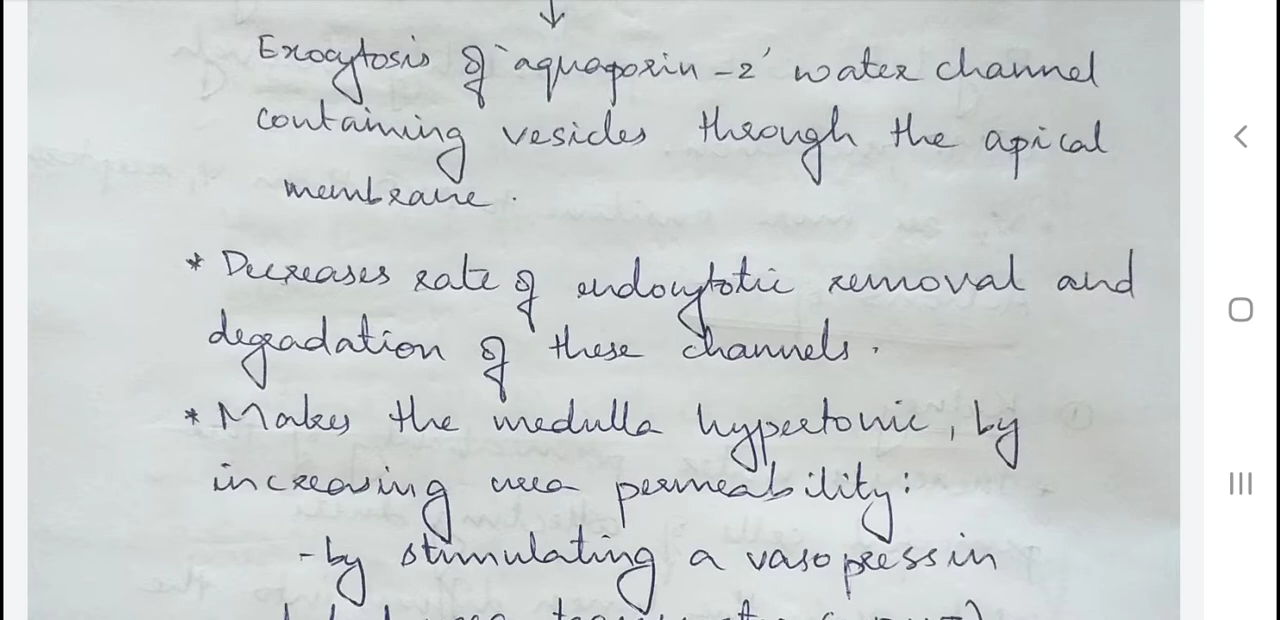 Exocytosis of 'aquaporin-2' water channel
containing vesicles through the apical
membrane.
* Decreases rate of endocytotic removal and
degradation of these channels.
* Makes the medulla hypertonic, by
increasing urea permeability:
- by stimulating a vasopressin